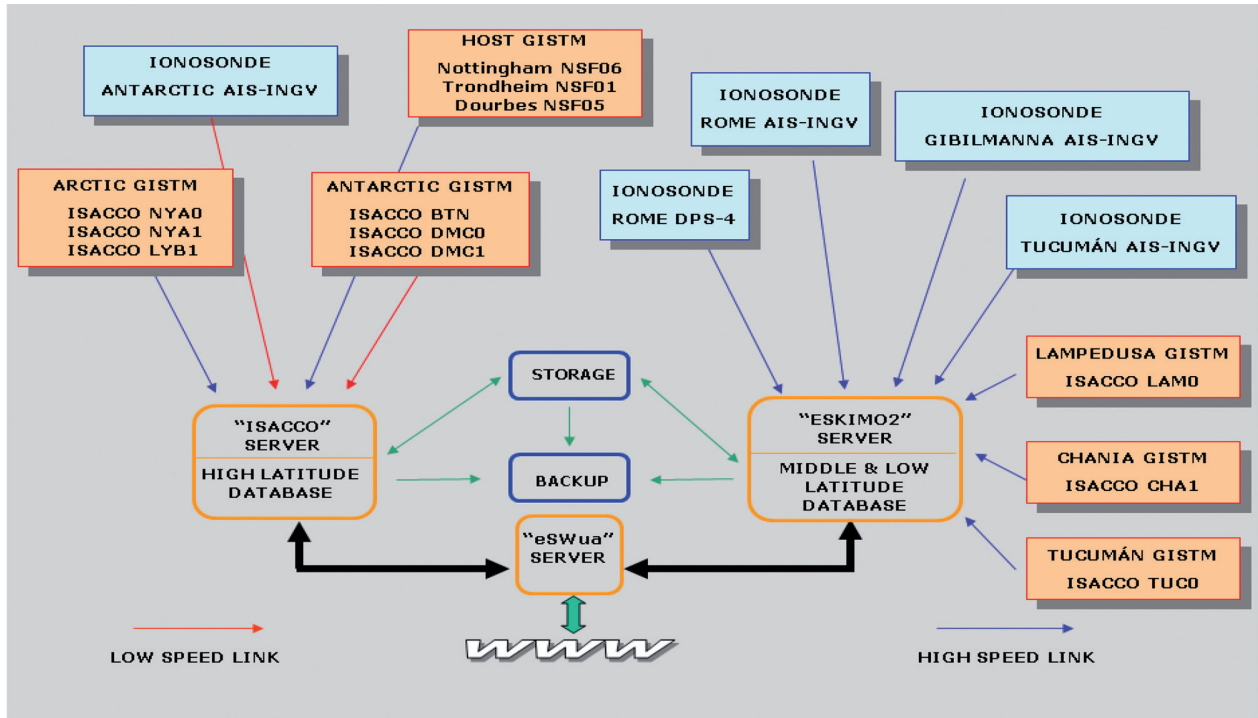 IONOSONDE
ANTARCTIC AIS-INGV
HOST GISTM
Nottingham NSF06
Trondheim NSF01
Dourbes NSF05
IONOSONDE
ROME AIS-INGV
IONOSONDE
GIBILMANNA AIS-INGV
ARCTIC GISTM
ISACCO NYA0
ISACCO NYA1
ISACCO LYB1
ANTARCTIC GISTM
ISACCO BTN
ISACCO DMC0
ISACCO DMC1
IONOSONDE
ROME DPS-4
IONOSONDE
TUCUMÁN AIS-INGV
LAMPEDUSA GISTM
ISACCO LAM0
CHANIA GISTM
ISACCO CHA1
TUCUMÁN GISTM
ISACCO TUC0
STORAGE
BACKUP
"ISACCO"
SERVER
HIGH LATITUDE
DATABASE
"ESKIMO2"
SERVER
MIDDLE & LOW
LATITUDE
DATABASE
"eSWua"
SERVER
WWW
LOW SPEED LINK
HIGH SPEED LINK